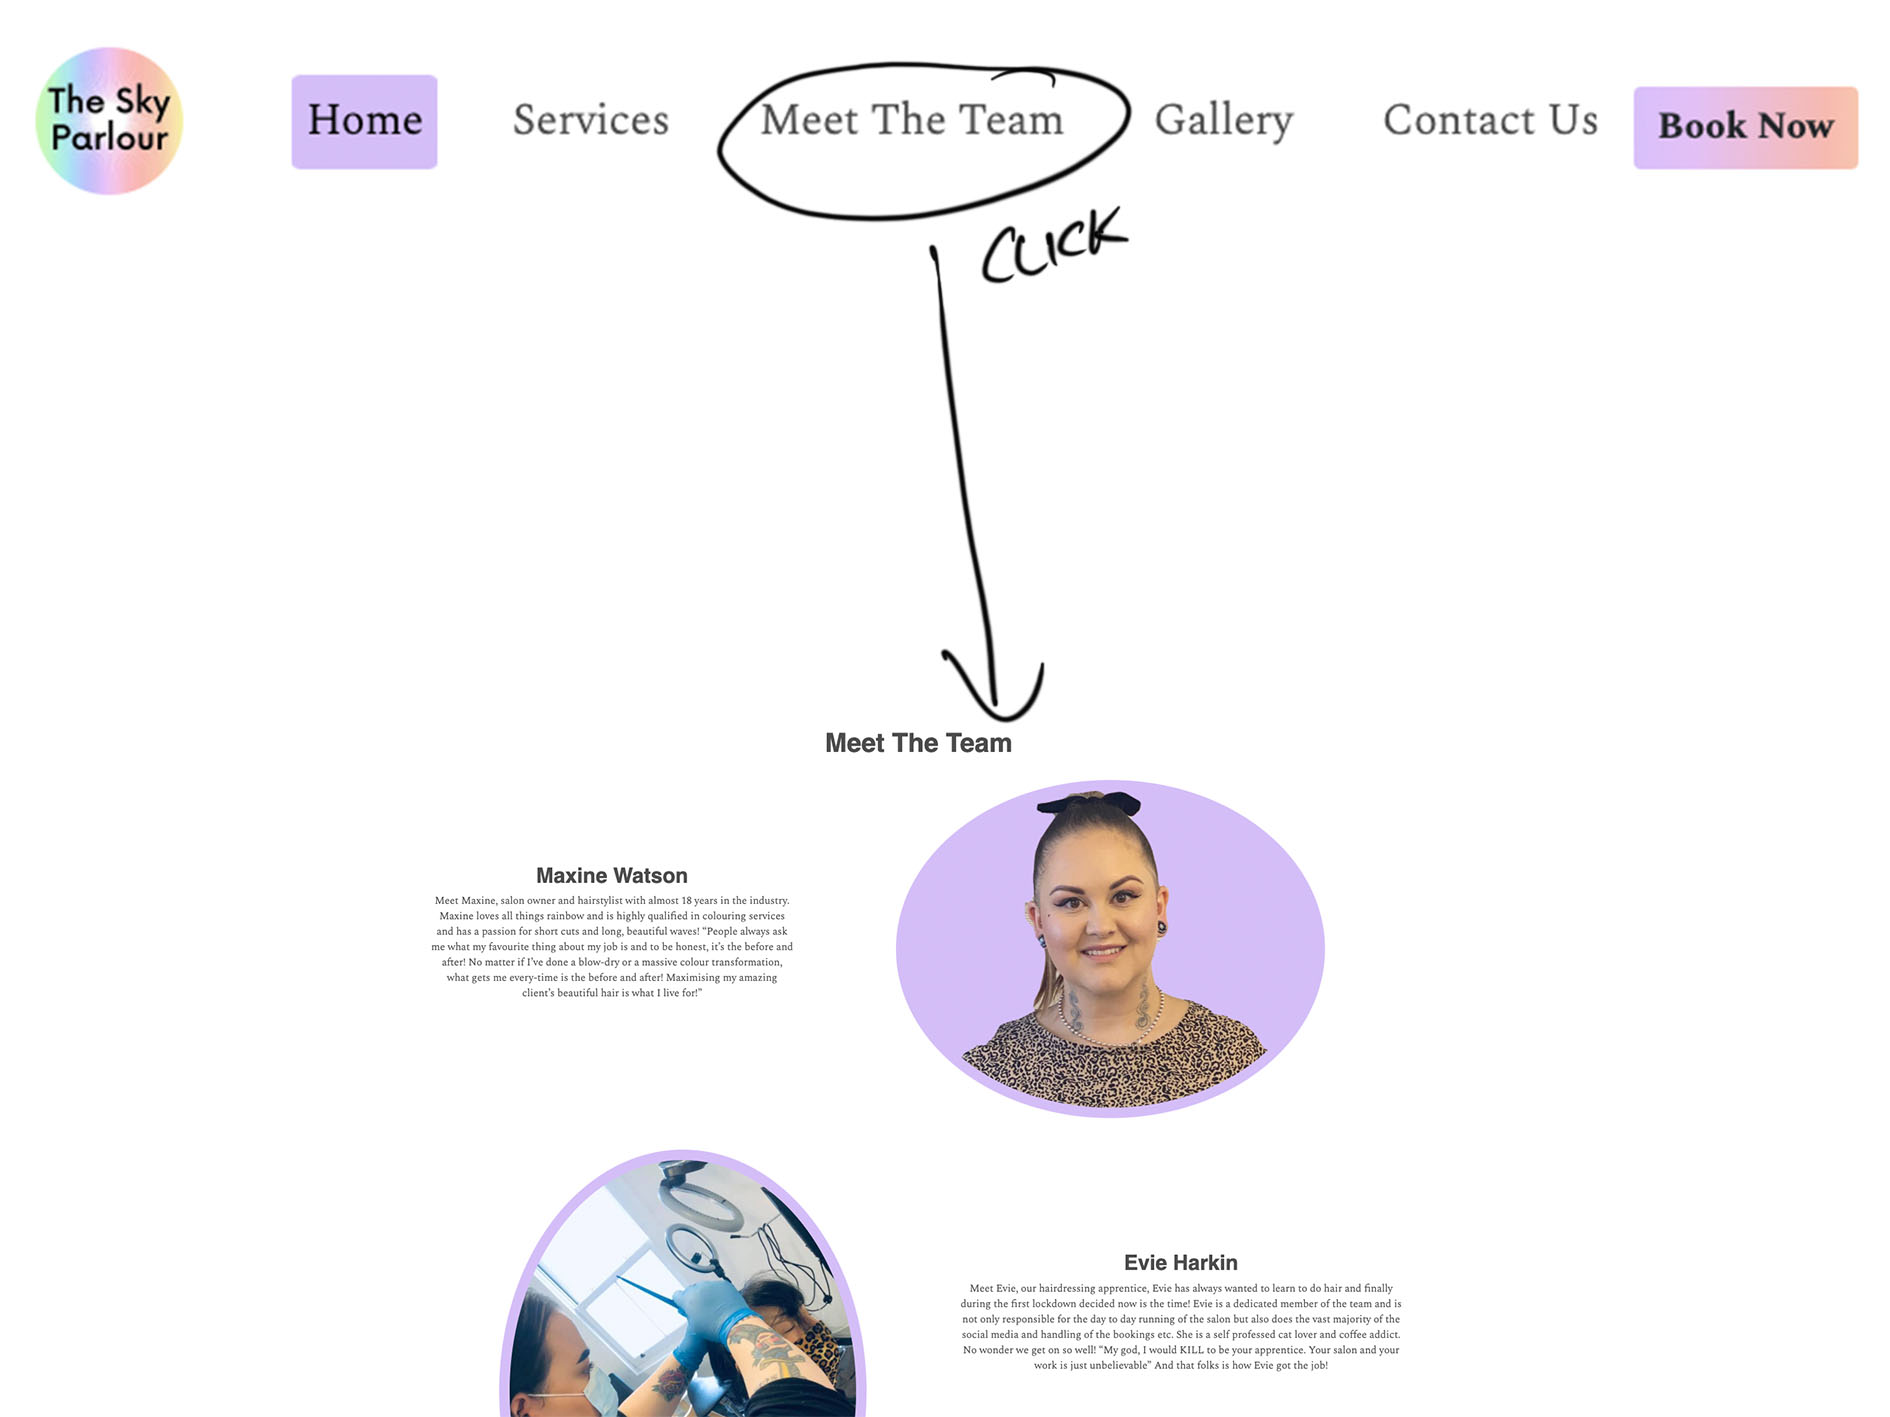 The Sky
Parlour
Home
Services
Meet The Team
Gallery
Contact Us
Book Now
CLICK
Meet The Team
Maxine Watson
Meet Maxine, salon owner and hairstylist with almost 18 years in the industry.
Maxine loves all things rainbow and is highly qualified in colouring services
and has a passion for short cuts and long, beautiful waves! “People always ask
me what my favourite thing about my job is and to be honest, it’s the before and
after! No matter if I’ve done a blow-dry or a massive colour transformation,
what gets me every-time is the before and after! Maximising my amazing
client’s beautiful hair is what I live for!”
Evie Harkin
Meet Evie, our hairdressing apprentice, Evie has always wanted to learn to do hair and finally
during the first lockdown decided now is the time! Evie is a dedicated member of the team and is
not only responsible for the day to day running of the salon but also does the vast majority of the
social media and handling of the bookings etc. She is a self professed cat lover and coffee addict.
No wonder we get on so well! “My god, I would KILL to be your apprentice. Your salon and your
work is just unbelievable” And that folks is how Evie got the job!